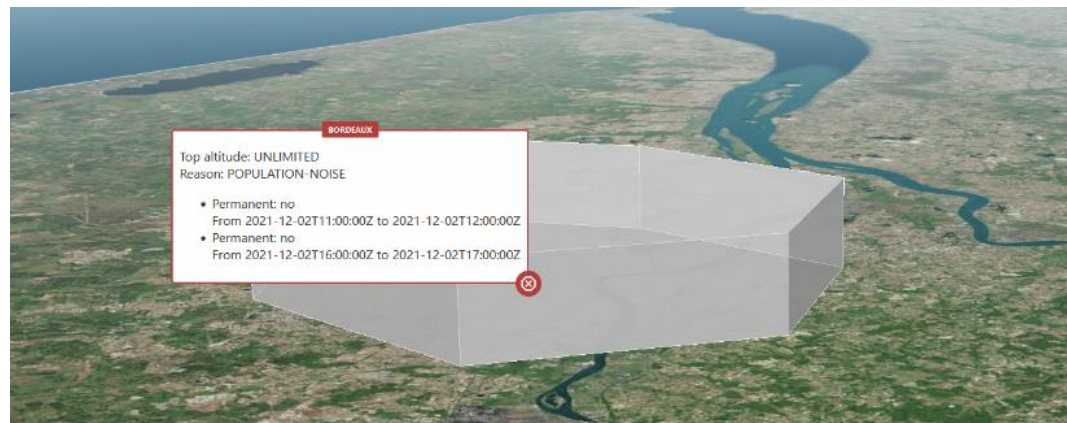 BORDEAUX
Top altitude: UNLIMITED
Reason: POPULATION-NOISE
• Permanent: no
From 2021-12-02T11:00:00Z to 2021-12-02T12:00:00Z
• Permanent: no
From 2021-12-02T16:00:00Z to 2021-12-02T17:00:00Z